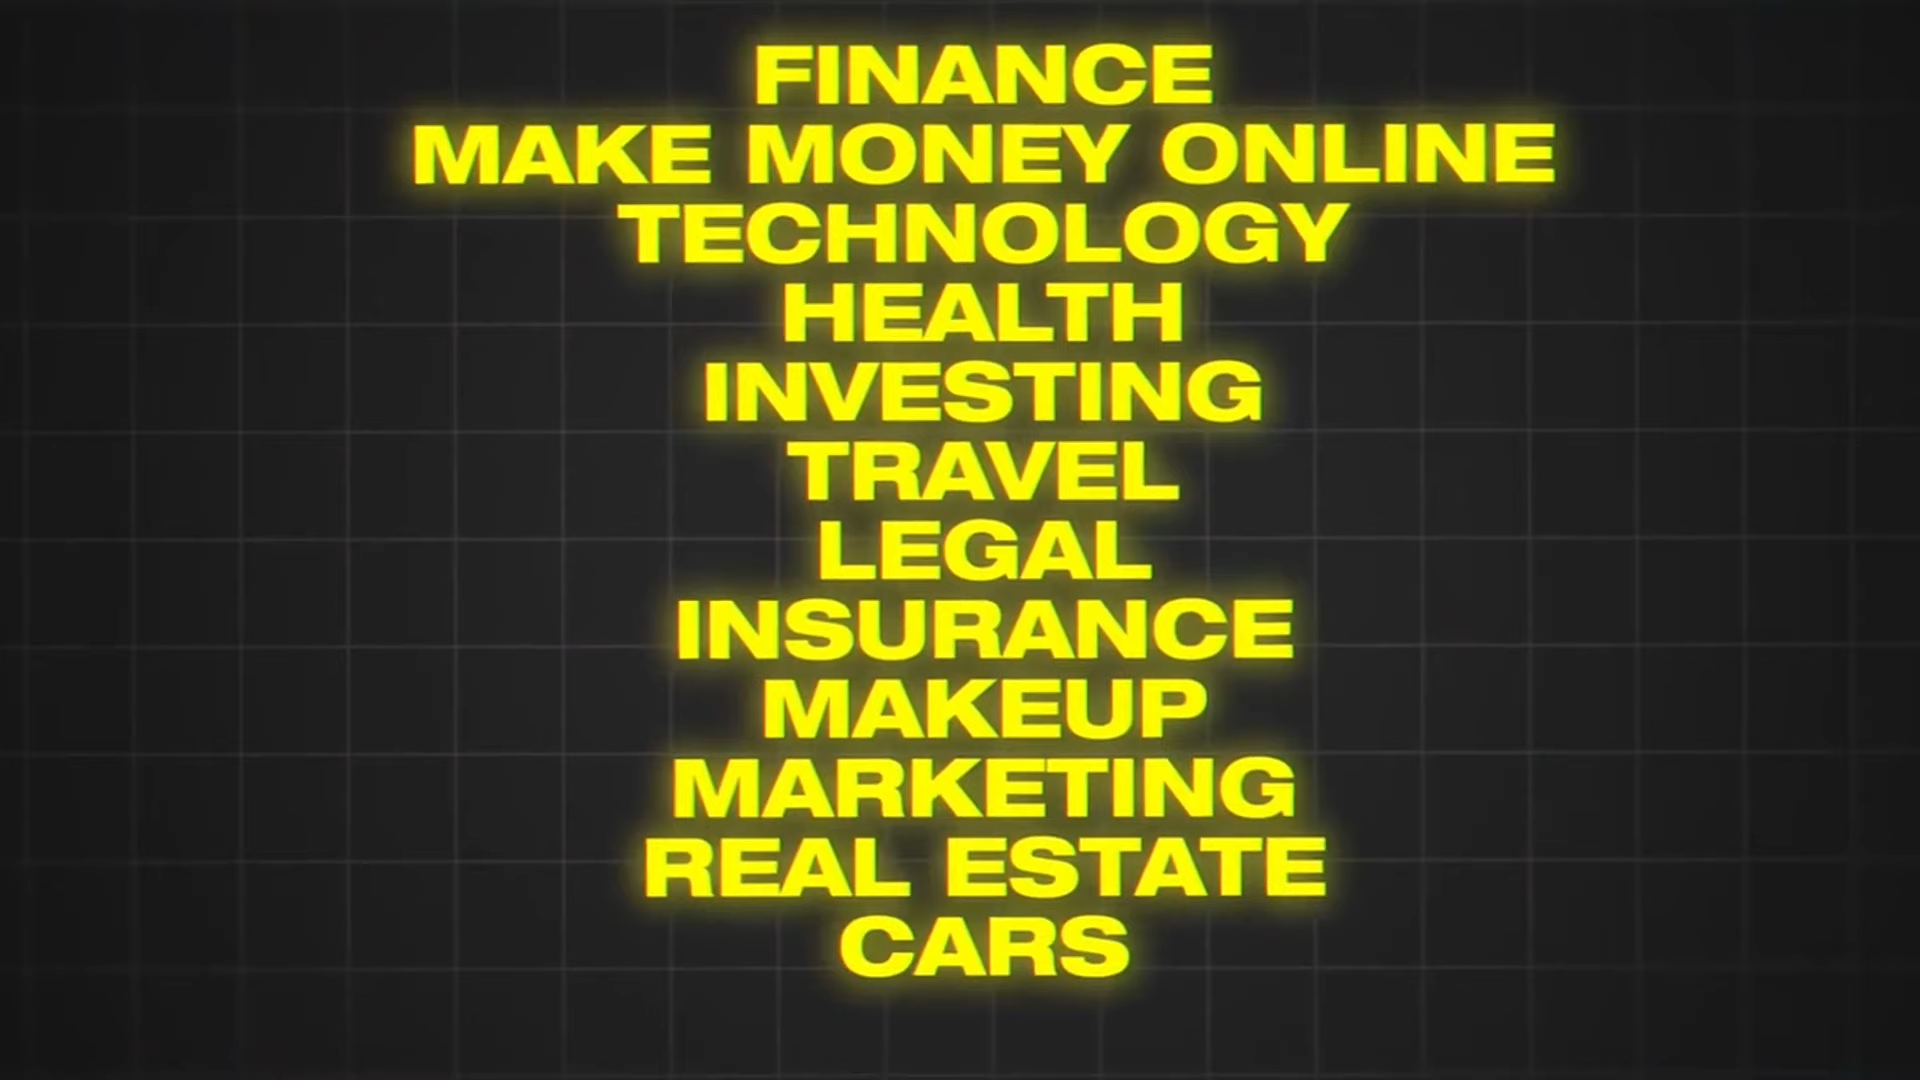 FINANCE
MAKE MONEY ONLINE
TECHNOLOGY
HEALTH
INVESTING
TRAVEL
LEGAL
INSURANCE
MAKEUP
MARKETING
REAL ESTATE
CARS